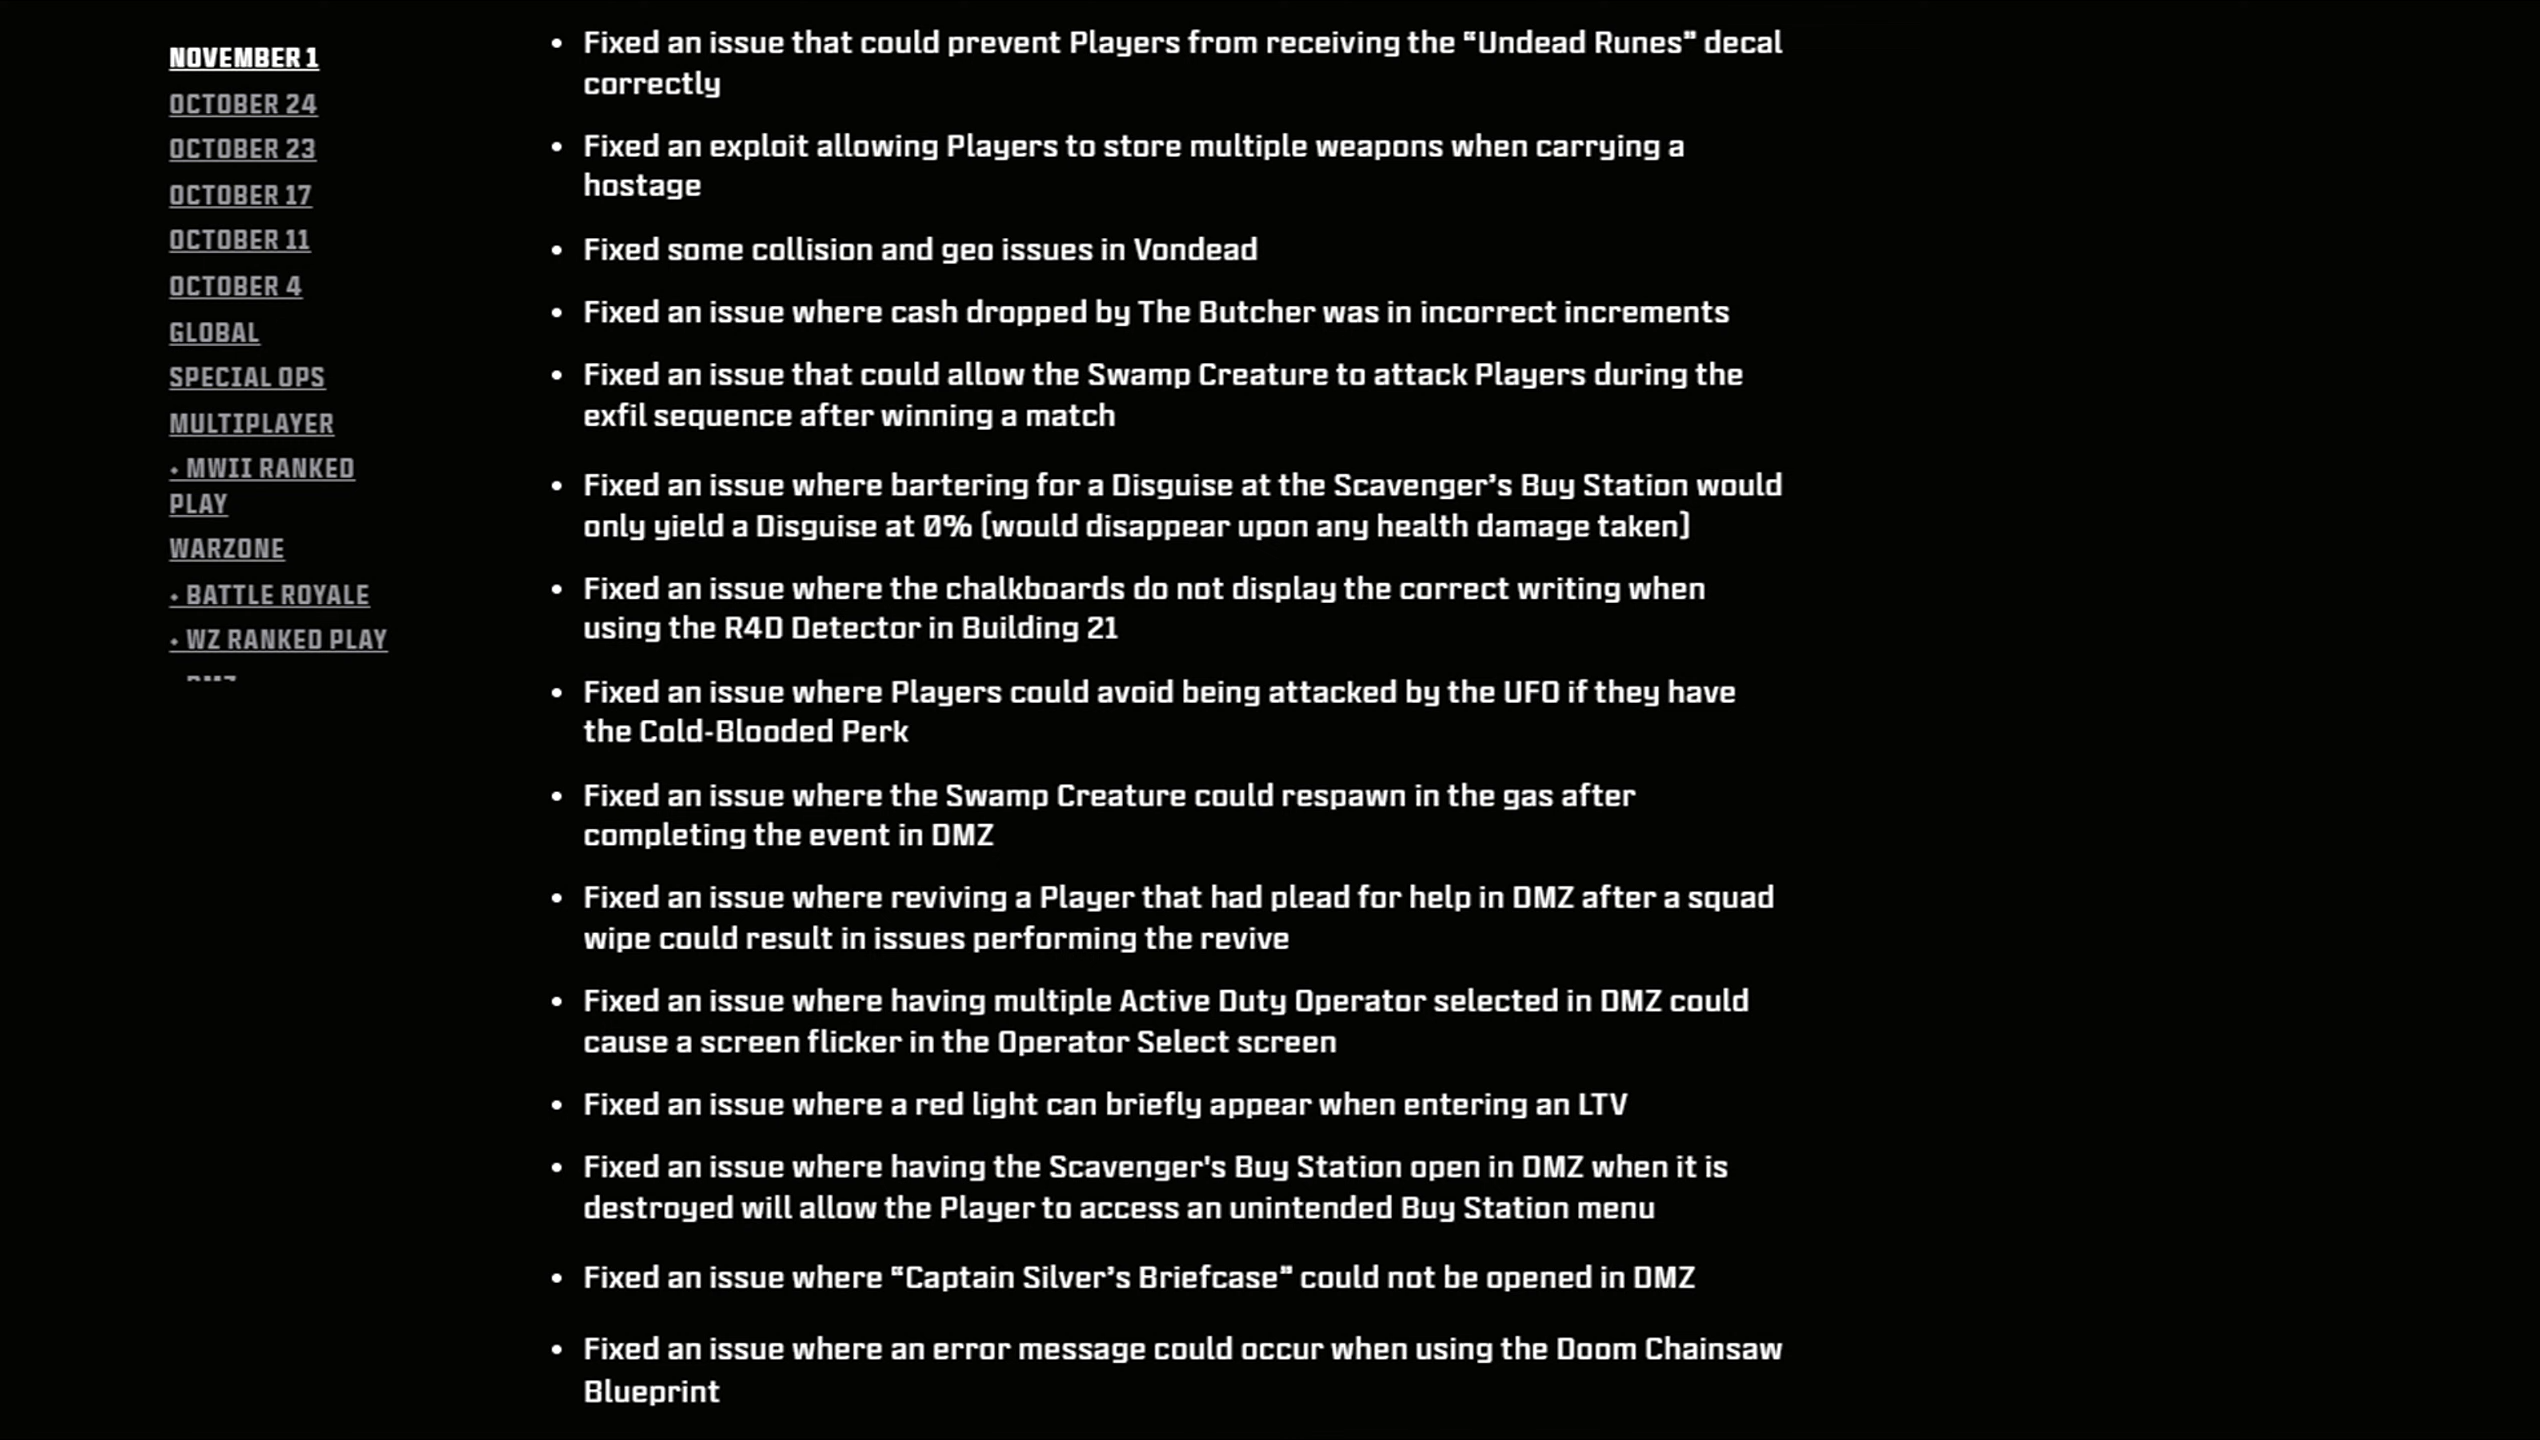 NOVEMBER 1
OCTOBER 24
OCTOBER 23
OCTOBER 17
OCTOBER 11
OCTOBER 4
GLOBAL
SPECIAL OPS
MULTIPLAYER
• MWII RANKED
PLAY
WARZONE
• BATTLE ROYALE
• WZ RANKED PLAY
• Fixed an issue that could prevent Players from receiving the “Undead Runes” decal
correctly
• Fixed an exploit allowing Players to store multiple weapons when carrying a
hostage
• Fixed some collision and geo issues in Vondead
• Fixed an issue where cash dropped by The Butcher was in incorrect increments
• Fixed an issue that could allow the Swamp Creature to attack Players during the
exfil sequence after winning a match
• Fixed an issue where bartering for a Disguise at the Scavenger’s Buy Station would
only yield a Disguise at 0% (would disappear upon any health damage taken)
• Fixed an issue where the chalkboards do not display the correct writing when
using the R4D Detector in Building 21
• Fixed an issue where Players could avoid being attacked by the UFO if they have
the Cold-Blooded Perk
• Fixed an issue where the Swamp Creature could respawn in the gas after
completing the event in DMZ
• Fixed an issue where reviving a Player that had plead for help in DMZ after a squad
wipe could result in issues performing the revive
• Fixed an issue where having multiple Active Duty Operator selected in DMZ could
cause a screen flicker in the Operator Select screen
• Fixed an issue where a red light can briefly appear when entering an LTV
• Fixed an issue where having the Scavenger's Buy Station open in DMZ when it is
destroyed will allow the Player to access an unintended Buy Station menu
• Fixed an issue where “Captain Silver’s Briefcase” could not be opened in DMZ
• Fixed an issue where an error message could occur when using the Doom Chainsaw
Blueprint